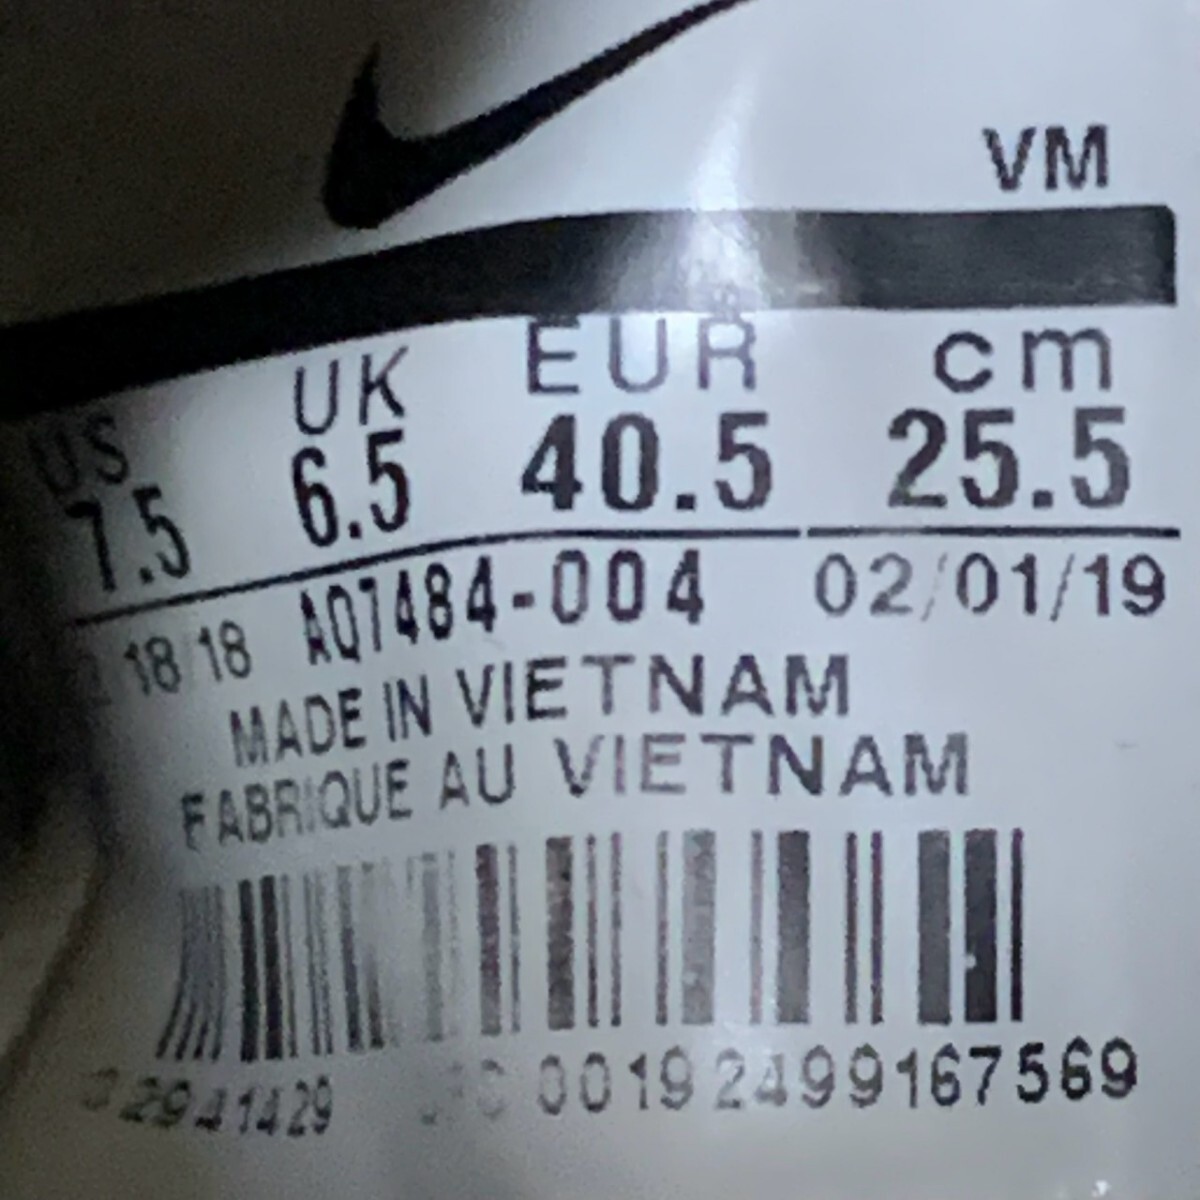 VM
US UK EUR cm
7.5 6.5 40.5 25.5
18/18 AQ7484-004 02/01/19
MADE IN VIETNAM
FABRIQUE AU VIETNAM
2941429 00192499167569